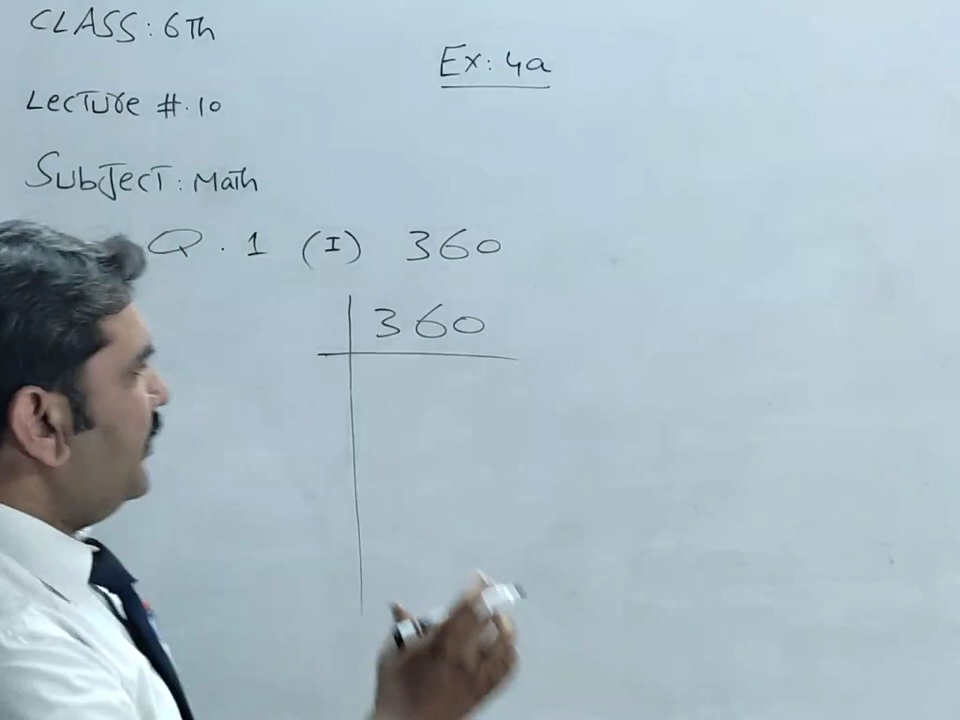 CLASS: 6Th
Ex: 4a
Lecture #.10
Subject: Math
Q. 1 (I) 360
360